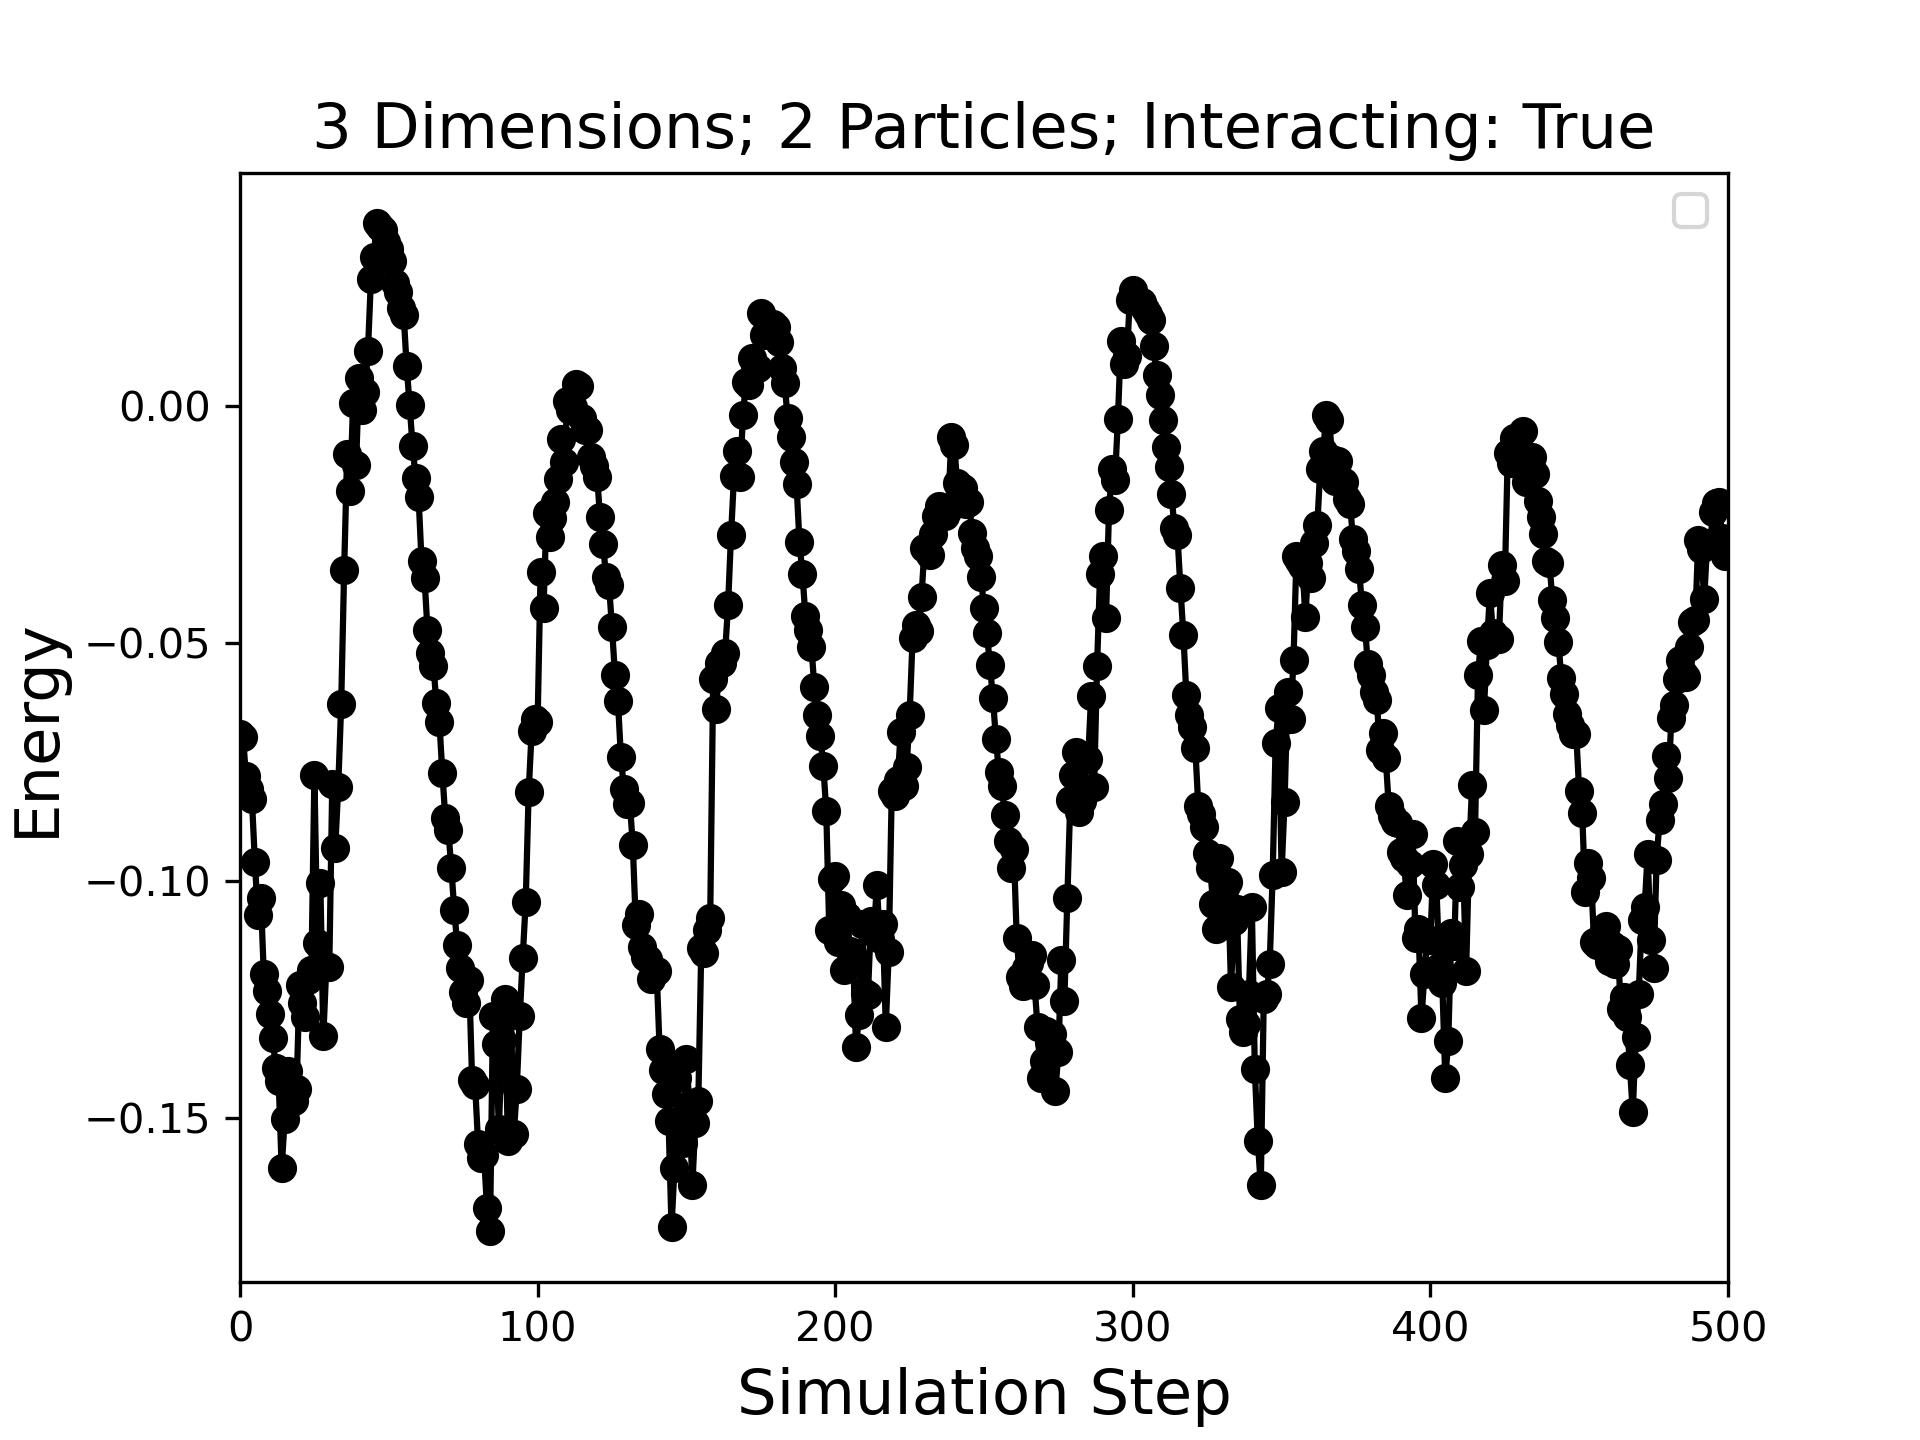 3 Dimensions; 2 Particles; Interacting: True
Energy
0.00
−0.05
−0.10
−0.15
0 100 200 300 400 500
Simulation Step